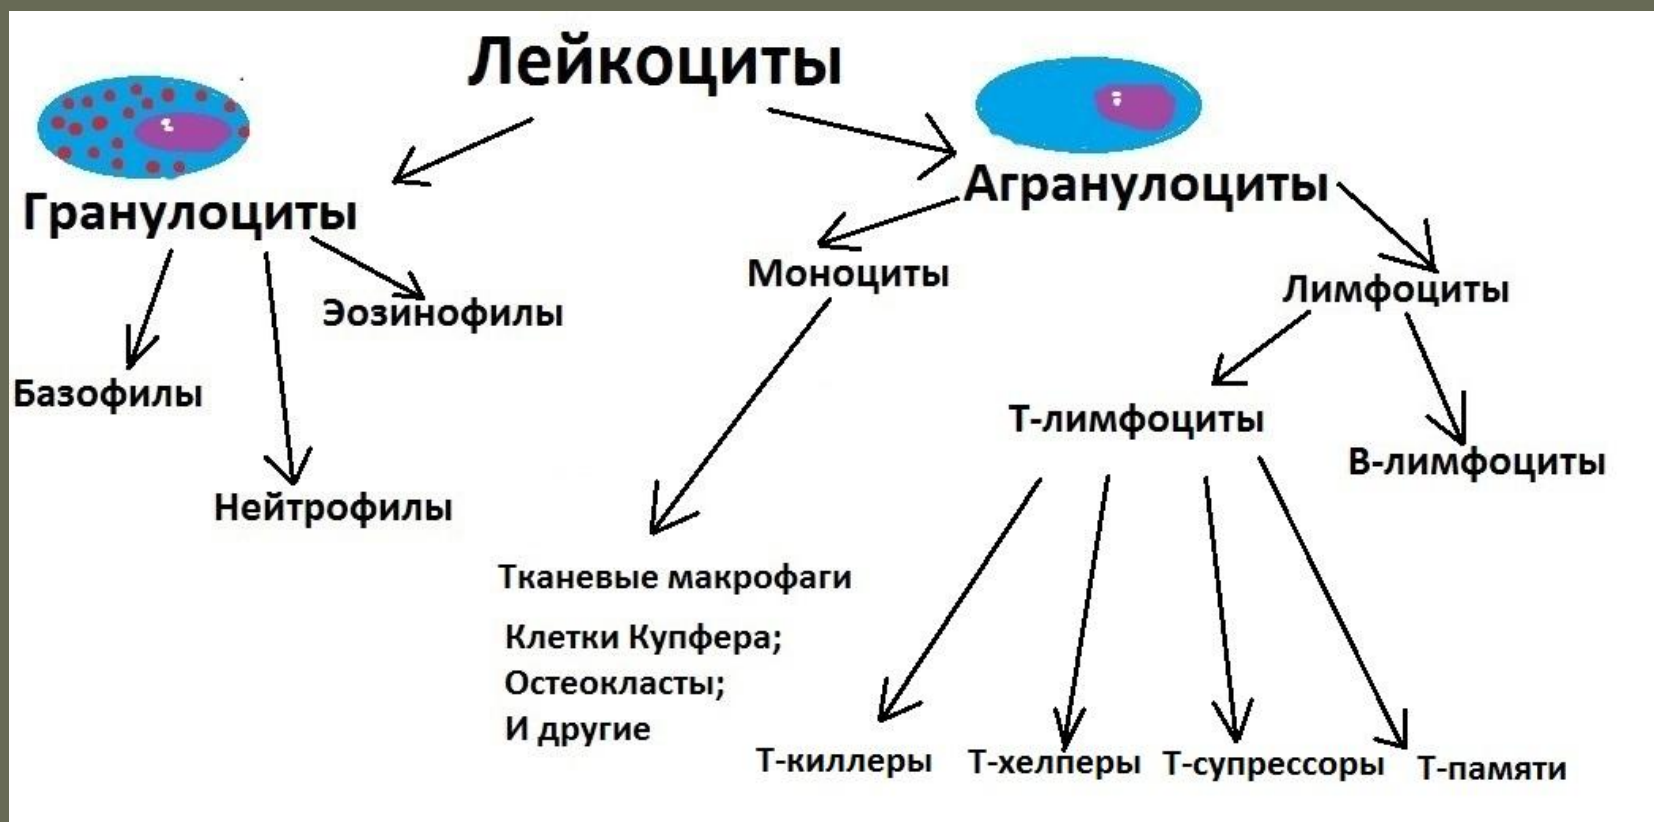 Лейкоциты
Гранулоциты
Агранулоциты
Базофилы
Эозинофилы
Нейтрофилы
Моноциты
Лимфоциты
Тканевые макрофаги
Клетки Купфера;
Остеокласты;
И другие
Т-лимфоциты
В-лимфоциты
Т-киллеры
Т-хелперы
Т-супрессоры
Т-памяти